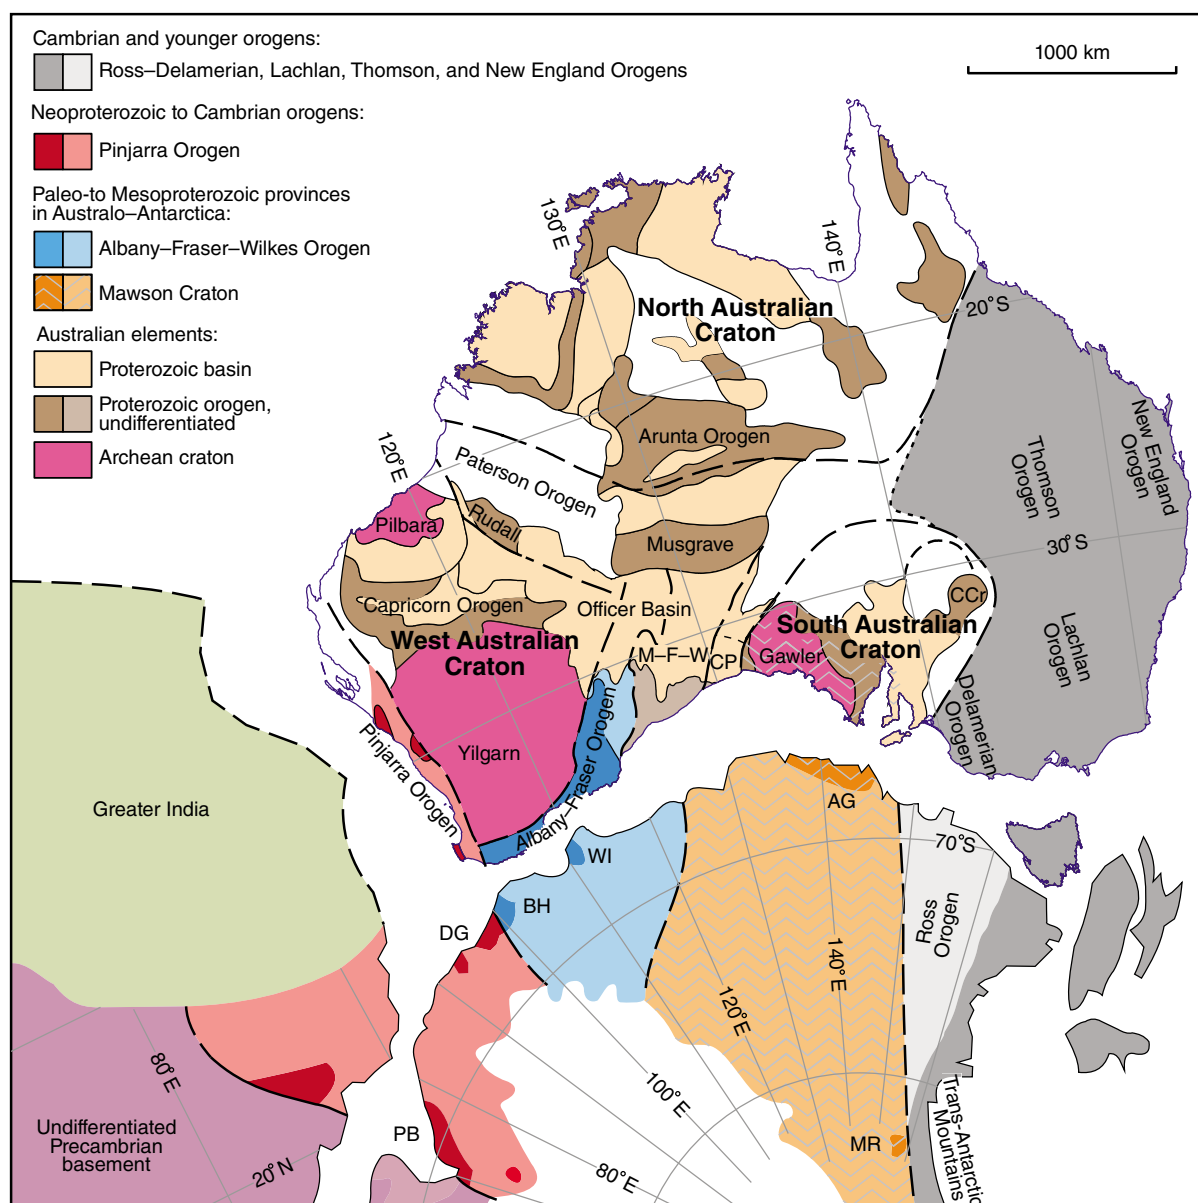 Cambrian and younger orogens:
Ross–Delamerian, Lachlan, Thomson, and New England Orogens
Neoproterozoic to Cambrian orogens:
Pinjarra Orogen
Paleo-to Mesoproterozoic provinces
in Australo–Antarctica:
Albany–Fraser–Wilkes Orogen
Mawson Craton
Australian elements:
Proterozoic basin
Proterozoic orogen,
undifferentiated
Archean craton
1000 km
130°E
140°E
North Australian
Craton
20°S
120°E
Arunta Orogen
Paterson Orogen
New England
Orogen
Thomson
Orogen
Pilbara
Rudall
Musgrave
30°S
Capricorn Orogen
Officer Basin
CCr
West Australian
Craton
South Australian
Craton
M–F–W
CP
Gawler
Lachlan
Orogen
Delamerian
Orogen
Yilgarn
Pinjarra Orogen
Albany–Fraser Orogen
Greater India
AG
70°S
WI
BH
DG
Ross
Orogen
140°E
120°E
80°E
100°E
Undifferentiated
Precambrian
basement
20°N
PB
80°E
MR
Trans-Antarctic
Mountains